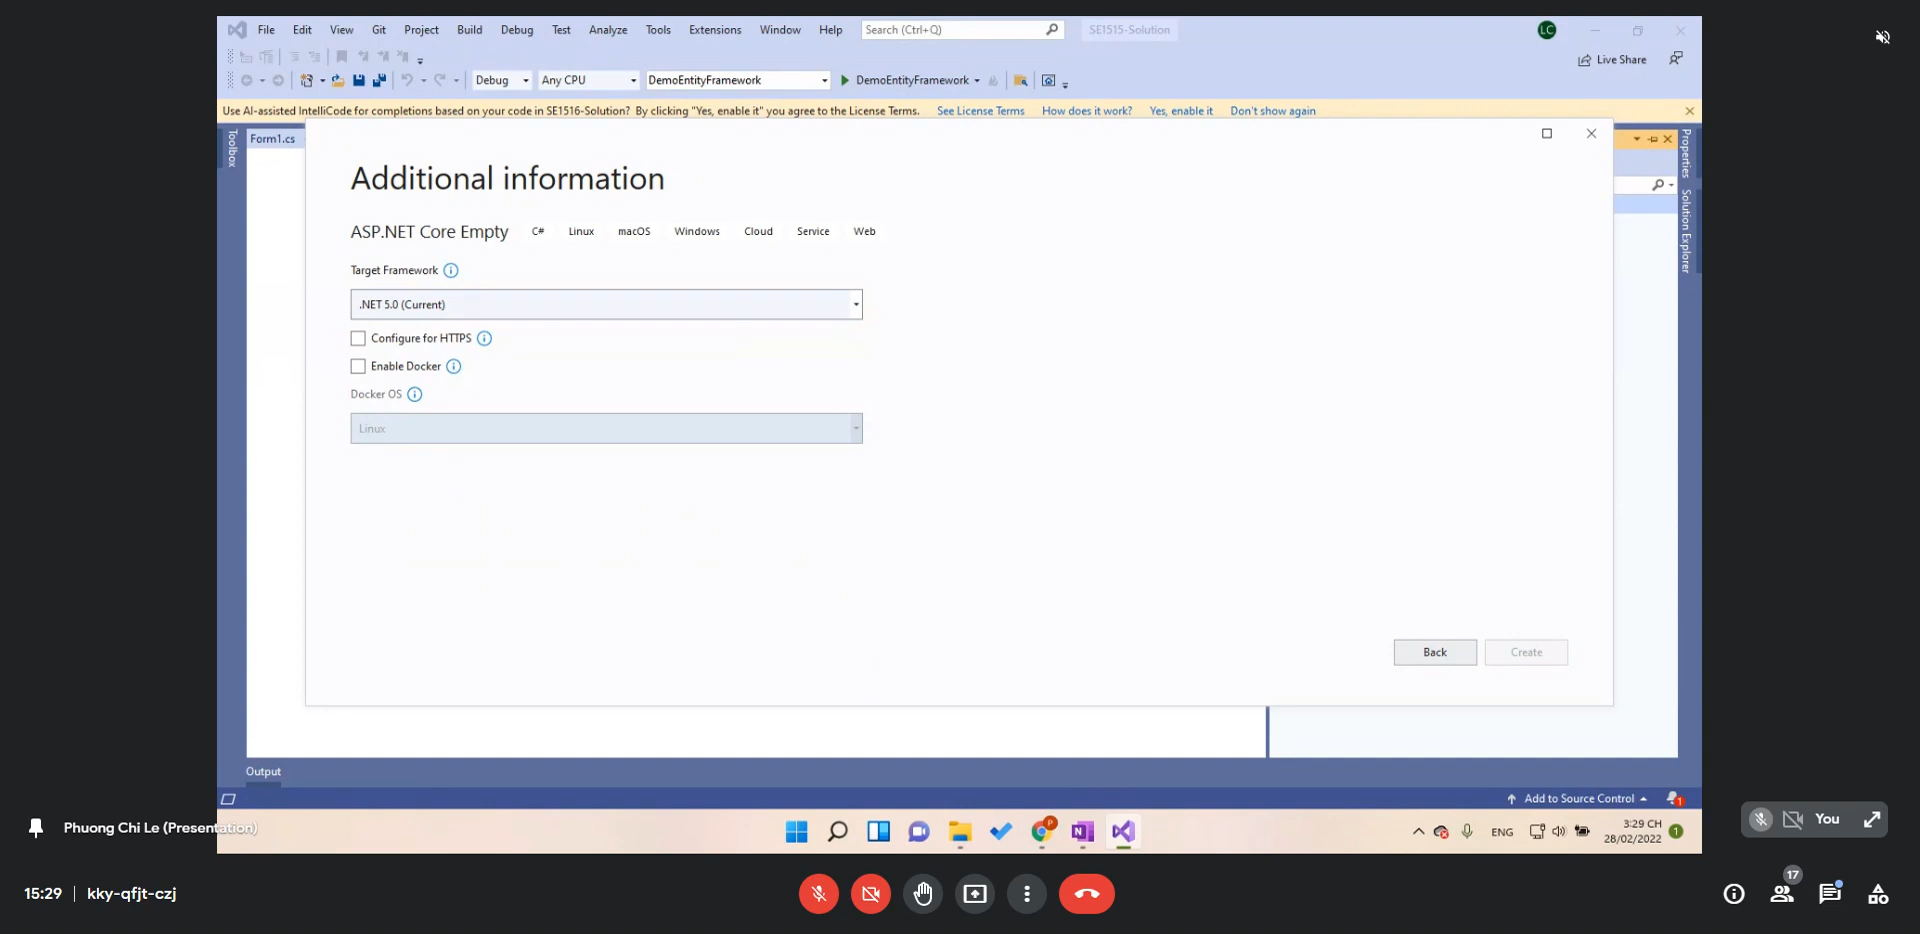 File Edit View Git Project Build Debug Test Analyze Tools Extensions Window Help Search (Ctrl+Q) SE1515-Solution LC
Live Share
Debug Any CPU DemoEntityFramework DemoEntityFramework
Use AI-assisted IntelliCode for completions based on your code in SE1516-Solution? By clicking "Yes, enable it" you agree to the License Terms. See License Terms How does it work? Yes, enable it Don't show again
Toolbox
Form1.cs
Properties
Solution Explorer
Additional information
ASP.NET Core Empty C# Linux macOS Windows Cloud Service Web
Target Framework
.NET 5.0 (Current)
Configure for HTTPS
Enable Docker
Docker OS
Linux
Back Create
Output
Add to Source Control 1
Phuong Chi Le (Presentation)
P
N
ENG
3:29 CH
28/02/2022
1
You
15:29 | kky-qfjt-czj
17